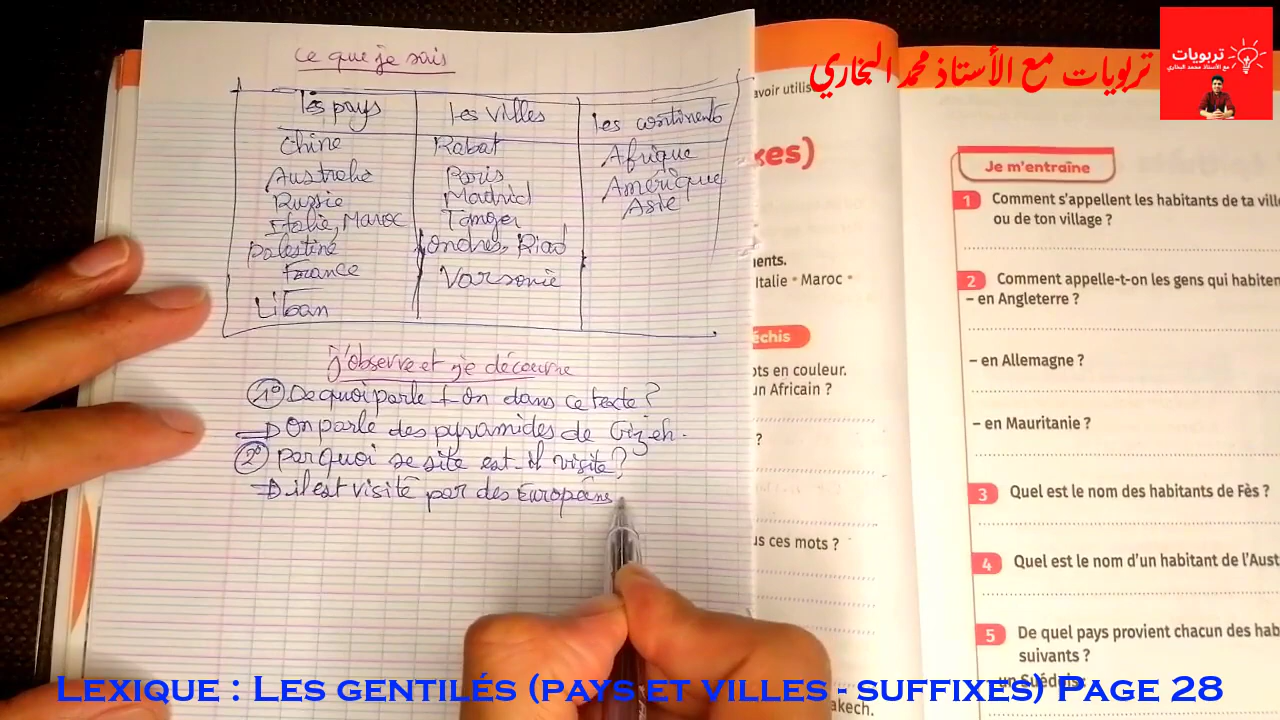 تربويات مع الأستاذ محمد البخاري
تربويات
مع الأستاذ محمد البخاري
ce que je sais
Les pays Les villes Les continents
Chine Rabat Afrique
Australie Paris Amérique
Russie Madrid Asie
Italie, Maroc Tanger
Palestine Londres, Riad
France Varsovie
Liban
j'observe et je découvre
1° De quoi parle-t-on dans ce texte?
⇒ On parle des pyramides de Gizeh.
2° Par quoi se site est-il visité?
⇒ il est visité par des Européens
avoir utilis
xes)
ments.
Italie • Maroc •
échis
ots en couleur.
un Africain ?
?
us ces mots ?
akech.
Je m'entraîne
1 Comment s'appellent les habitants de ta ville
ou de ton village ?
2 Comment appelle-t-on les gens qui habiten
– en Angleterre ?
– en Allemagne ?
– en Mauritanie ?
3 Quel est le nom des habitants de Fès ?
4 Quel est le nom d'un habitant de l'Aust
5 De quel pays provient chacun des hab
suivants ?
un Suédois
Lexique : Les gentilés (pays et villes - suffixes) Page 28